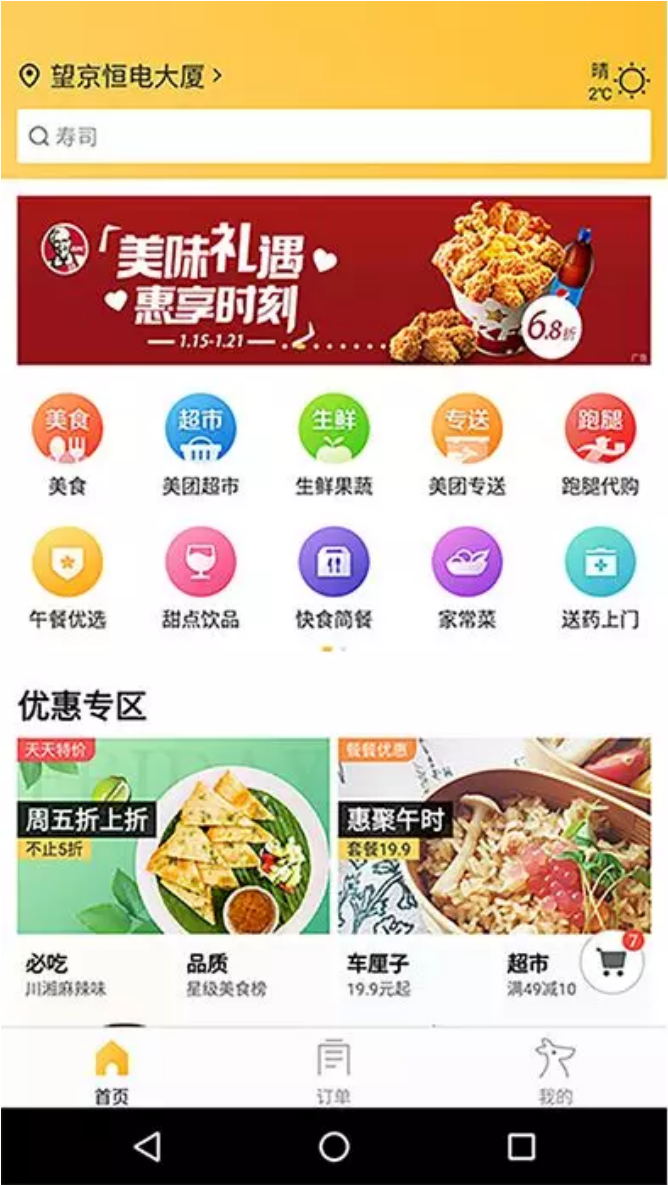 望京恒电大厦
晴
2℃
寿司
美味礼遇
惠享时刻
1.15-1.21
6.8折
广告
美食 超市 生鲜 专送 跑腿
美食 美团超市 生鲜果蔬 美团专送 跑腿代购
午餐优选 甜点饮品 快食简餐 家常菜 送药上门
优惠专区
天天特价
周五折上折
不止5折
餐餐优惠
惠聚午时
套餐19.9
必吃 品质 车厘子 超市
川湘麻辣味 星级美食榜 19.9元起 满49减10
7
首页 订单 我的